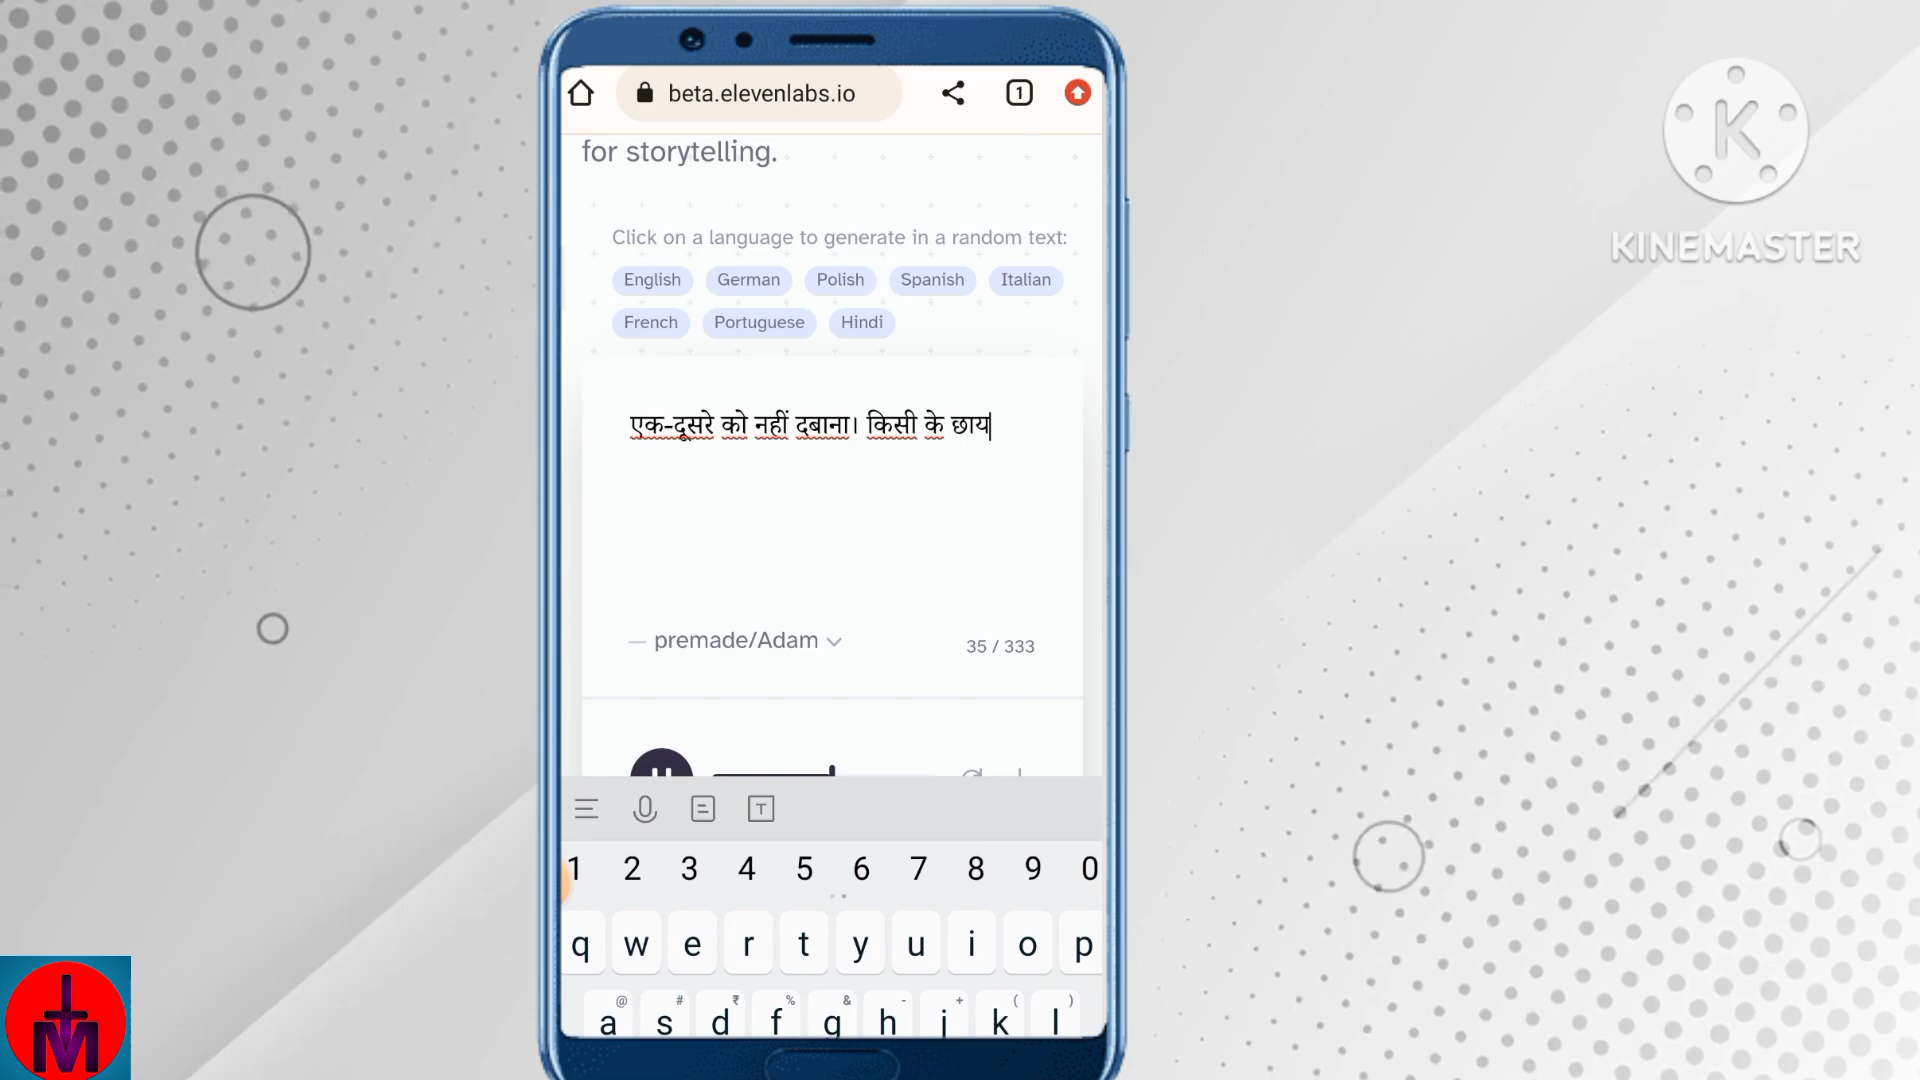 beta.elevenlabs.io
1
for storytelling.
Click on a language to generate in a random text:
English German Polish Spanish Italian
French Portuguese Hindi
एक-दूसरे को नहीं दबाना। किसी के छाय
premade/Adam
35 / 333
T
1 2 3 4 5 6 7 8 9 0
q w e r t y u i o p
@ # ₹ % & - + ( )
a s d f g h j k l
K
KINEMASTER
M